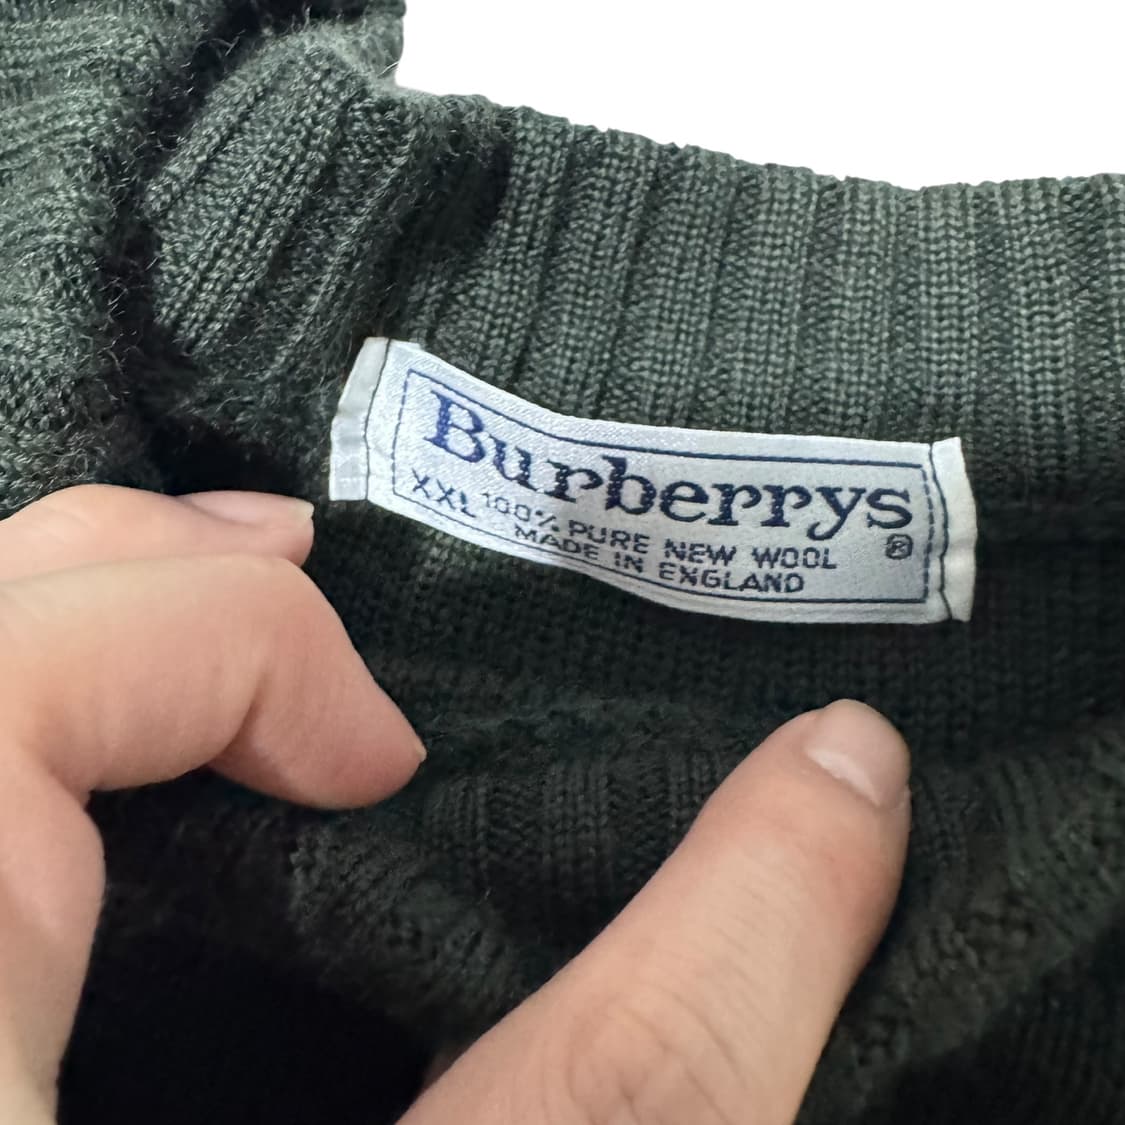 Burberrys
XXL 100% PURE NEW WOOL ®
MADE IN ENGLAND